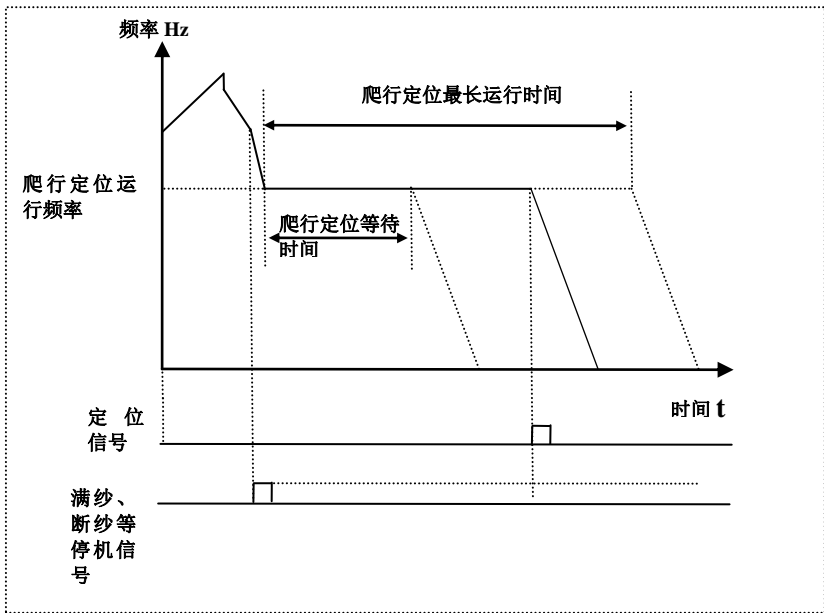 频率 Hz
爬行定位最长运行时间
爬行定位运
行频率
爬行定位等待
时间
时间 t
定 位
信号
满纱、
断纱等
停机信
号